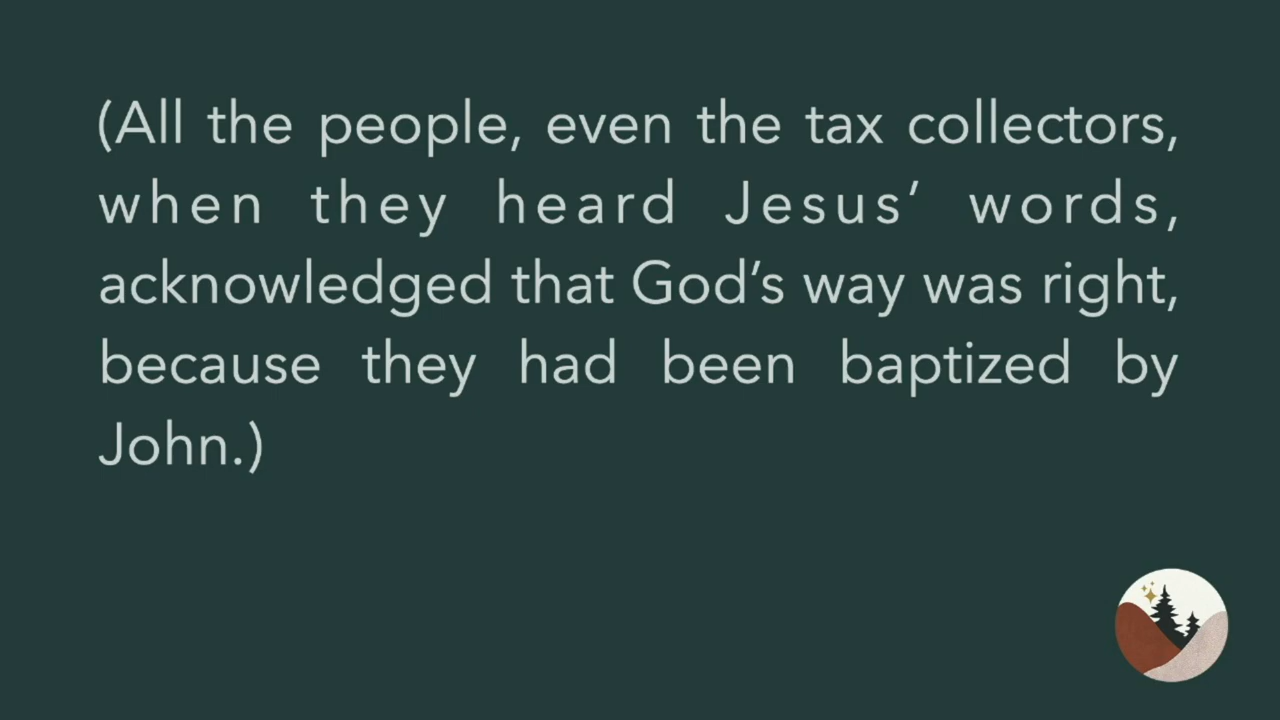 (All the people, even the tax collectors,
when they heard Jesus’ words,
acknowledged that God’s way was right,
because they had been baptized by
John.)